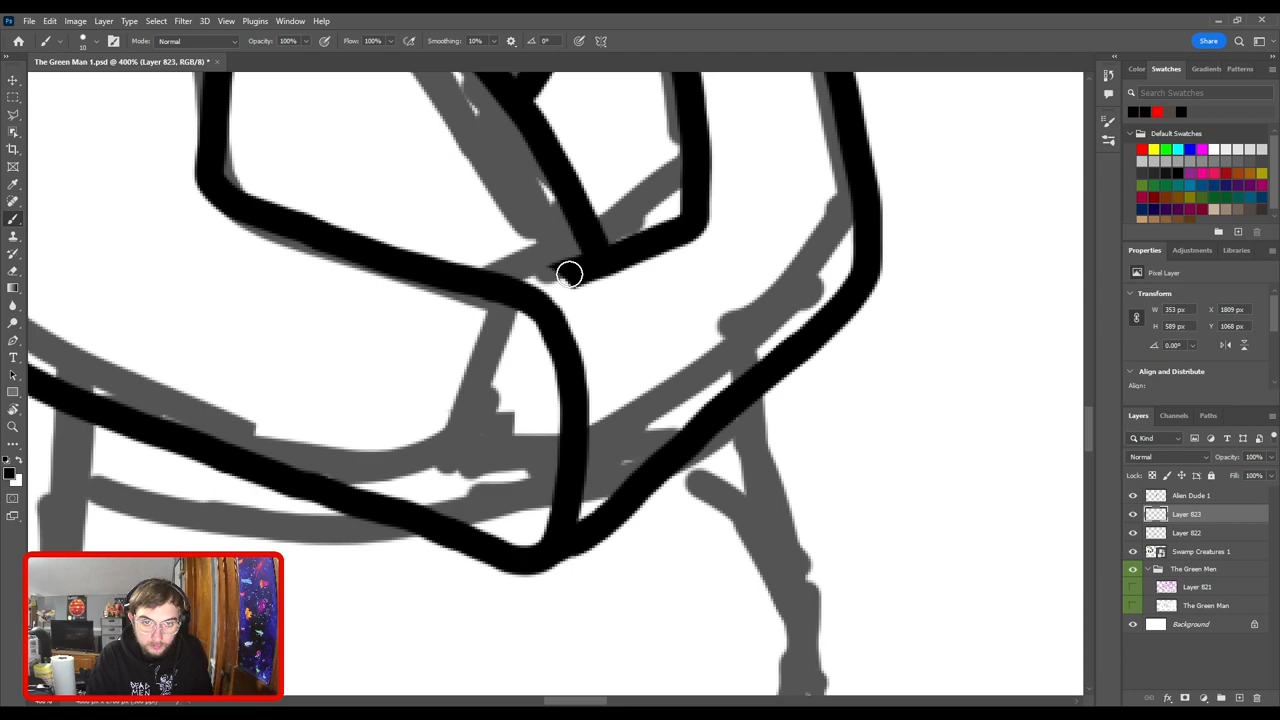 File Edit Image Layer Type Select Filter 3D View Plugins Window Help
10 Mode: Normal Opacity: 100% Flow: 100% Smoothing: 10% 0° Share
The Green Man 1.psd @ 400% (Layer 823, RGB/8) *
Color Swatches Gradients Patterns
Search Swatches
Default Swatches
Properties Adjustments Libraries
Pixel Layer
Transform
W 353 px X 1809 px
H 589 px Y 1068 px
0.00°
Align and Distribute
Align:
Layers Channels Paths
Kind
Normal Opacity: 100%
Lock: Fill: 100%
Alien Dude 1
Layer 823
Layer 822
Swamp Creatures 1
The Green Men
Layer 821
The Green Man
Background
DEAD
MEN